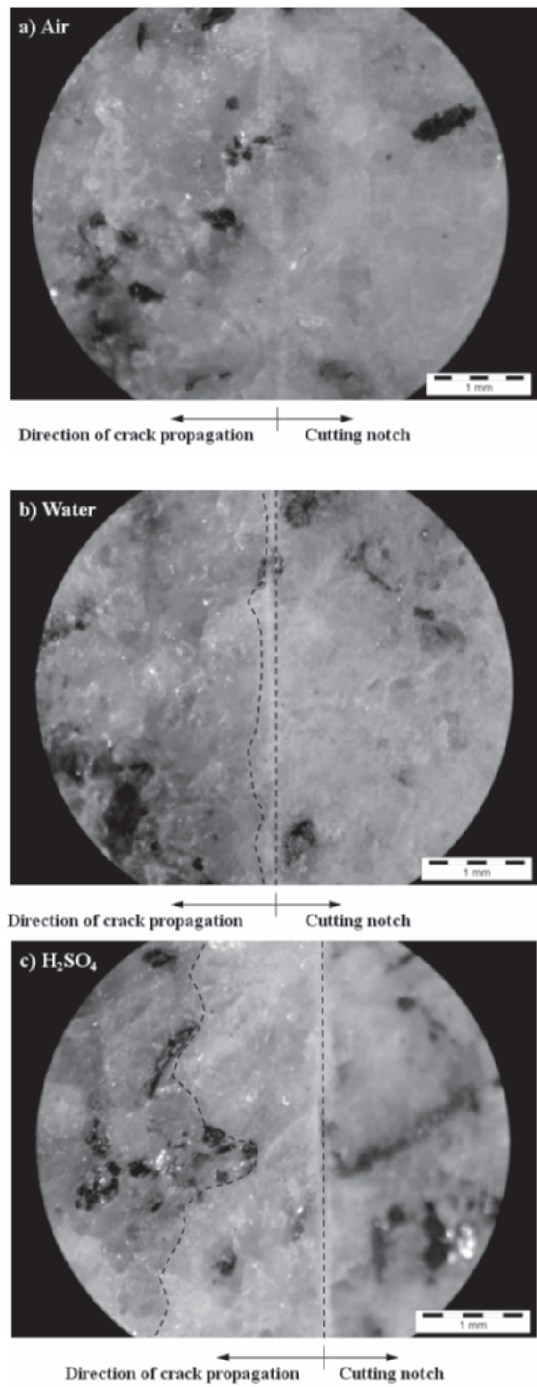 a) Air
1 mm
Direction of crack propagation Cutting notch
b) Water
1 mm
Direction of crack propagation Cutting notch
c) H₂SO₄
1 mm
Direction of crack propagation Cutting notch